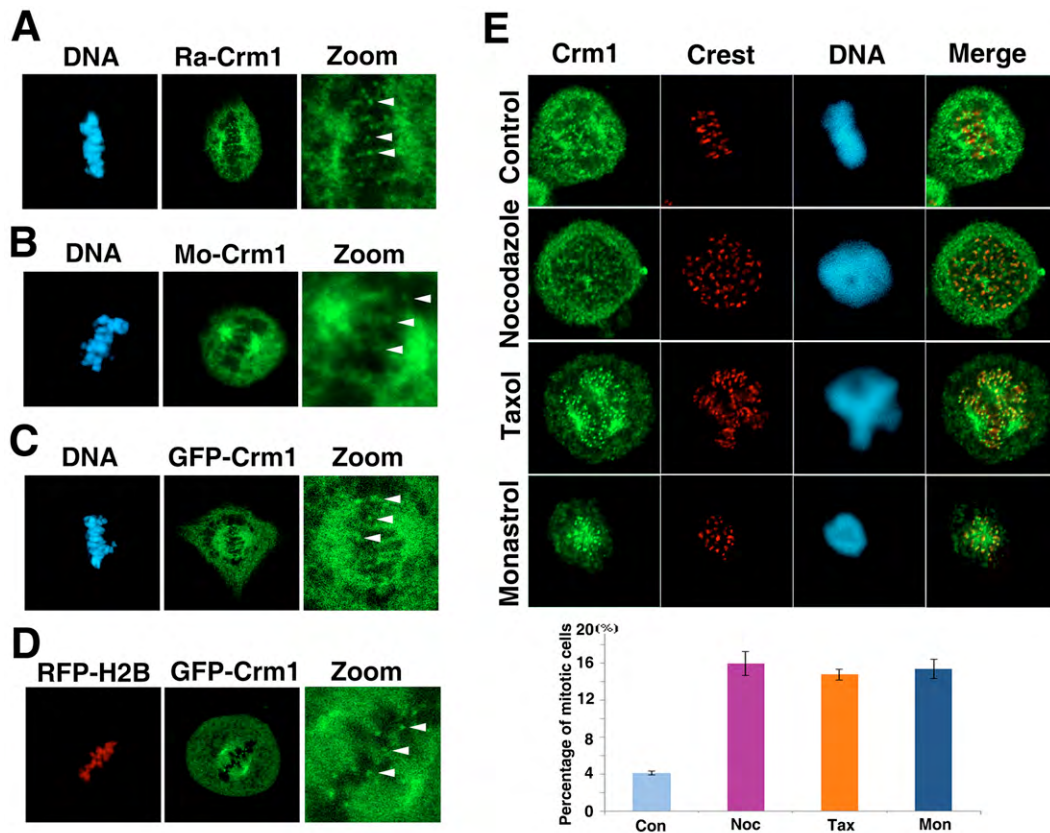 A
DNA Ra-Crm1 Zoom
B
DNA Mo-Crm1 Zoom
C
DNA GFP-Crm1 Zoom
D
RFP-H2B GFP-Crm1 Zoom
E
Crm1 Crest DNA Merge
Control
Nocodazole
Taxol
Monastrol
Percentage of mitotic cells
20(%)
16
12
8
4
0
Con Noc Tax Mon